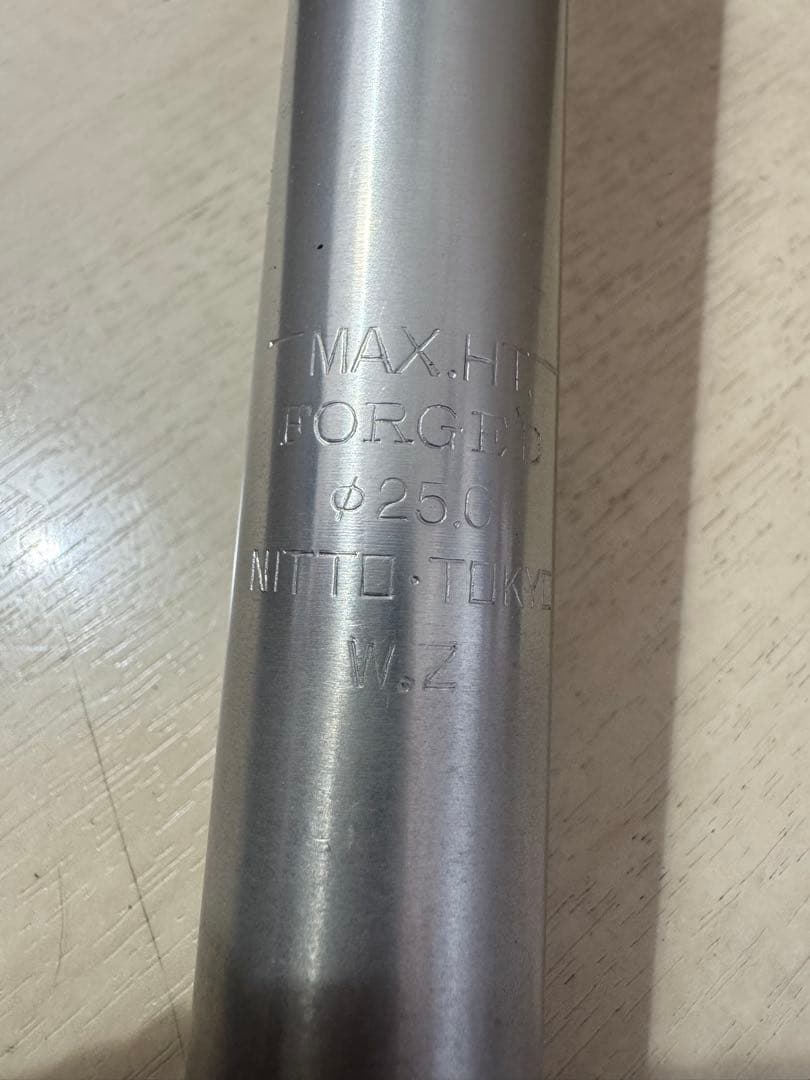 MAX.HT.
FORGED
φ25.0
NITTO・TOKYO
W.Z